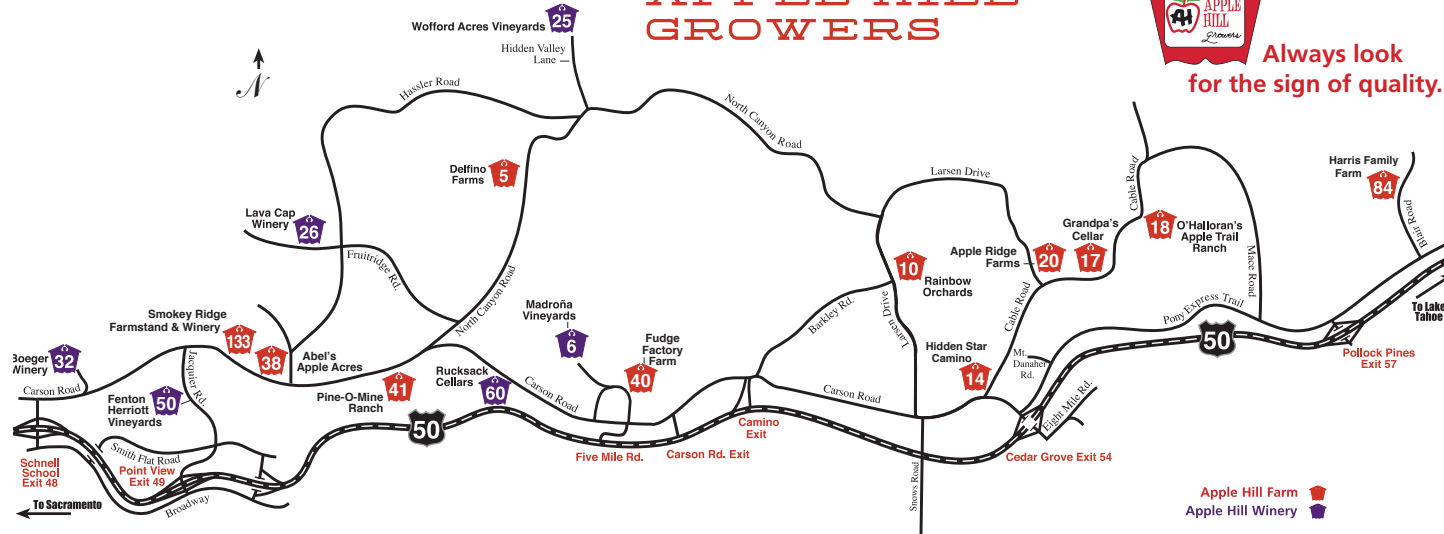 APPLE HILL
GROWERS
AH
APPLE
HILL
Growers
Always look
for the sign of quality.
N
Wofford Acres Vineyards
25
Hidden Valley
Lane
Hassler Road
North Canyon Road
Delfino
Farms
5
Lava Cap
Winery
26
Fruitridge Rd.
North Canyon Road
Larsen Drive
Cable Road
Harris Family
Farm
84
Blair Road
Grandpa's
Cellar
17
18
O'Halloran's
Apple Trail
Ranch
Apple Ridge
Farms
20
10
Rainbow
Orchards
Mace Road
To Lake
Tahoe
Smokey Ridge
Farmstand & Winery
133
38
Abel's
Apple Acres
Madroña
Vineyards
6
Fudge
Factory
Farm
40
Barkley Rd.
Larsen Drive
Cable Road
Pony Express Trail
50
Hidden Star
Camino
14
Mt.
Danaher
Rd.
Pollock Pines
Exit 57
Boeger
Winery
32
Carson Road
Jacquier Rd.
Fenton
Herriott
Vineyards
50
Pine-O-Mine
Ranch
41
Rucksack
Cellars
60
Carson Road
Carson Road
Eight Mile Rd.
50
Camino
Exit
Smith Flat Road
Schnell
School
Exit 48
Point View
Exit 49
Five Mile Rd.
Carson Rd. Exit
Cedar Grove Exit 54
Snows Road
To Sacramento
Broadway
Apple Hill Farm
Apple Hill Winery